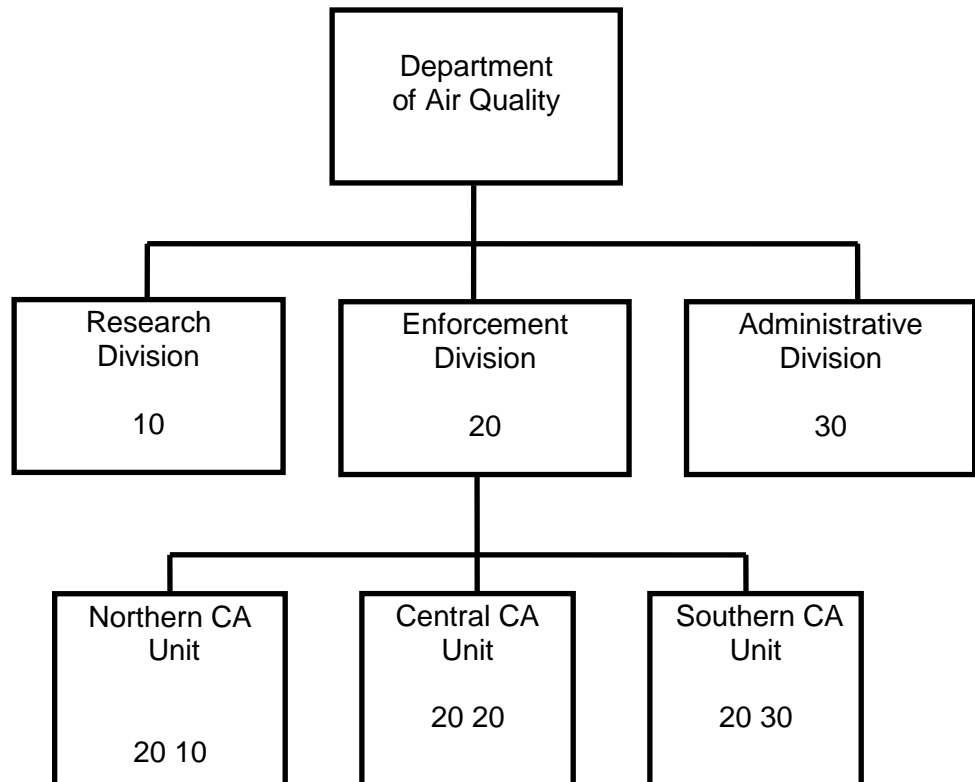 Department
of Air Quality
Research
Division
10
Enforcement
Division
20
Administrative
Division
30
Northern CA
Unit
20 10
Central CA
Unit
20 20
Southern CA
Unit
20 30